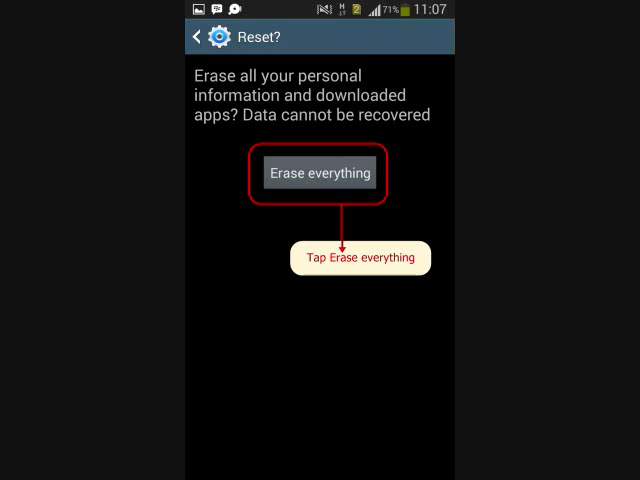 H
2
71%
11:07
Reset?
Erase all your personal
information and downloaded
apps? Data cannot be recovered
Erase everything
Tap Erase everything